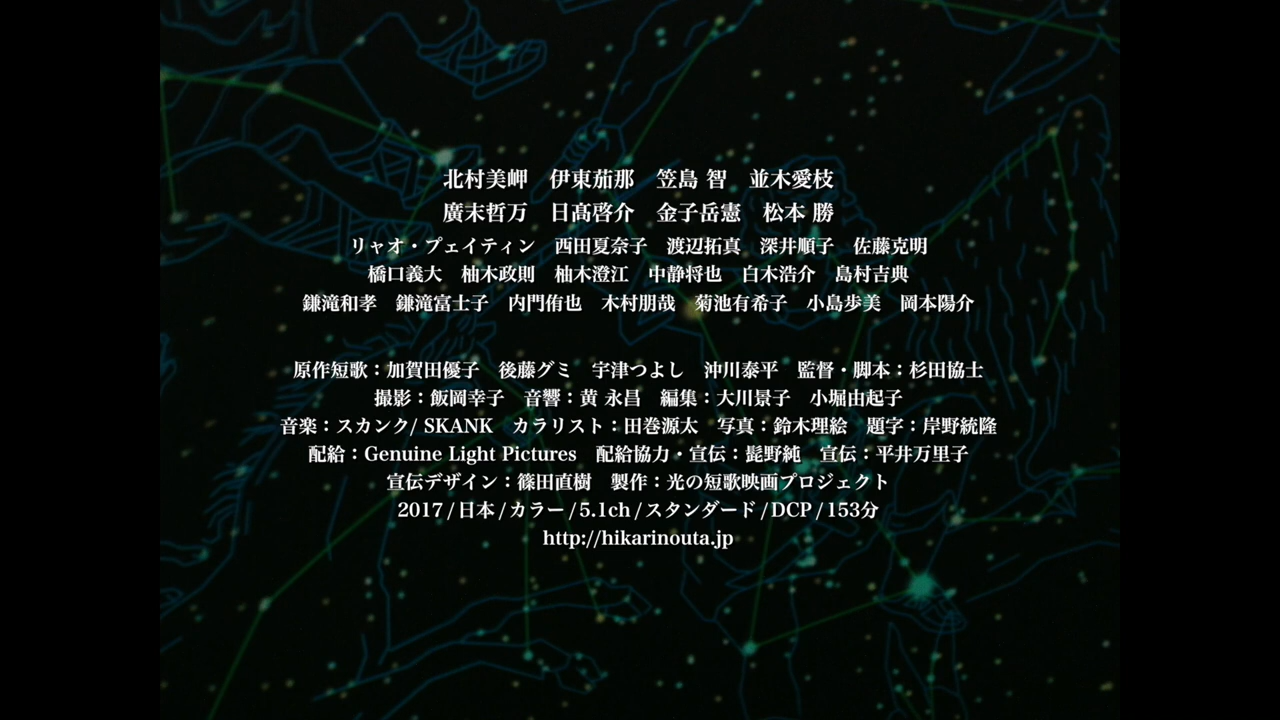 北村美岬　伊東茄那　笠島 智　並木愛枝
廣末哲万　日髙啓介　金子岳憲　松本 勝
リャオ・プェイティン　西田夏奈子　渡辺拓真　深井順子　佐藤克明
橋口義大　柚木政則　柚木澄江　中静将也　白木浩介　島村吉典
鎌滝和孝　鎌滝富士子　内門侑也　木村朋哉　菊池有希子　小島歩美　岡本陽介
原作短歌：加賀田優子　後藤グミ　宇津つよし　沖川泰平　監督・脚本：杉田協士
撮影：飯岡幸子　音響：黄 永昌　編集：大川景子　小堀由起子
音楽：スカンク/ SKANK　カラリスト：田巻源太　写真：鈴木理絵　題字：岸野統隆
配給：Genuine Light Pictures　配給協力・宣伝：髭野純　宣伝：平井万里子
宣伝デザイン：篠田直樹　製作：光の短歌映画プロジェクト
2017 / 日本 / カラー / 5.1ch / スタンダード / DCP / 153分
http://hikarinouta.jp